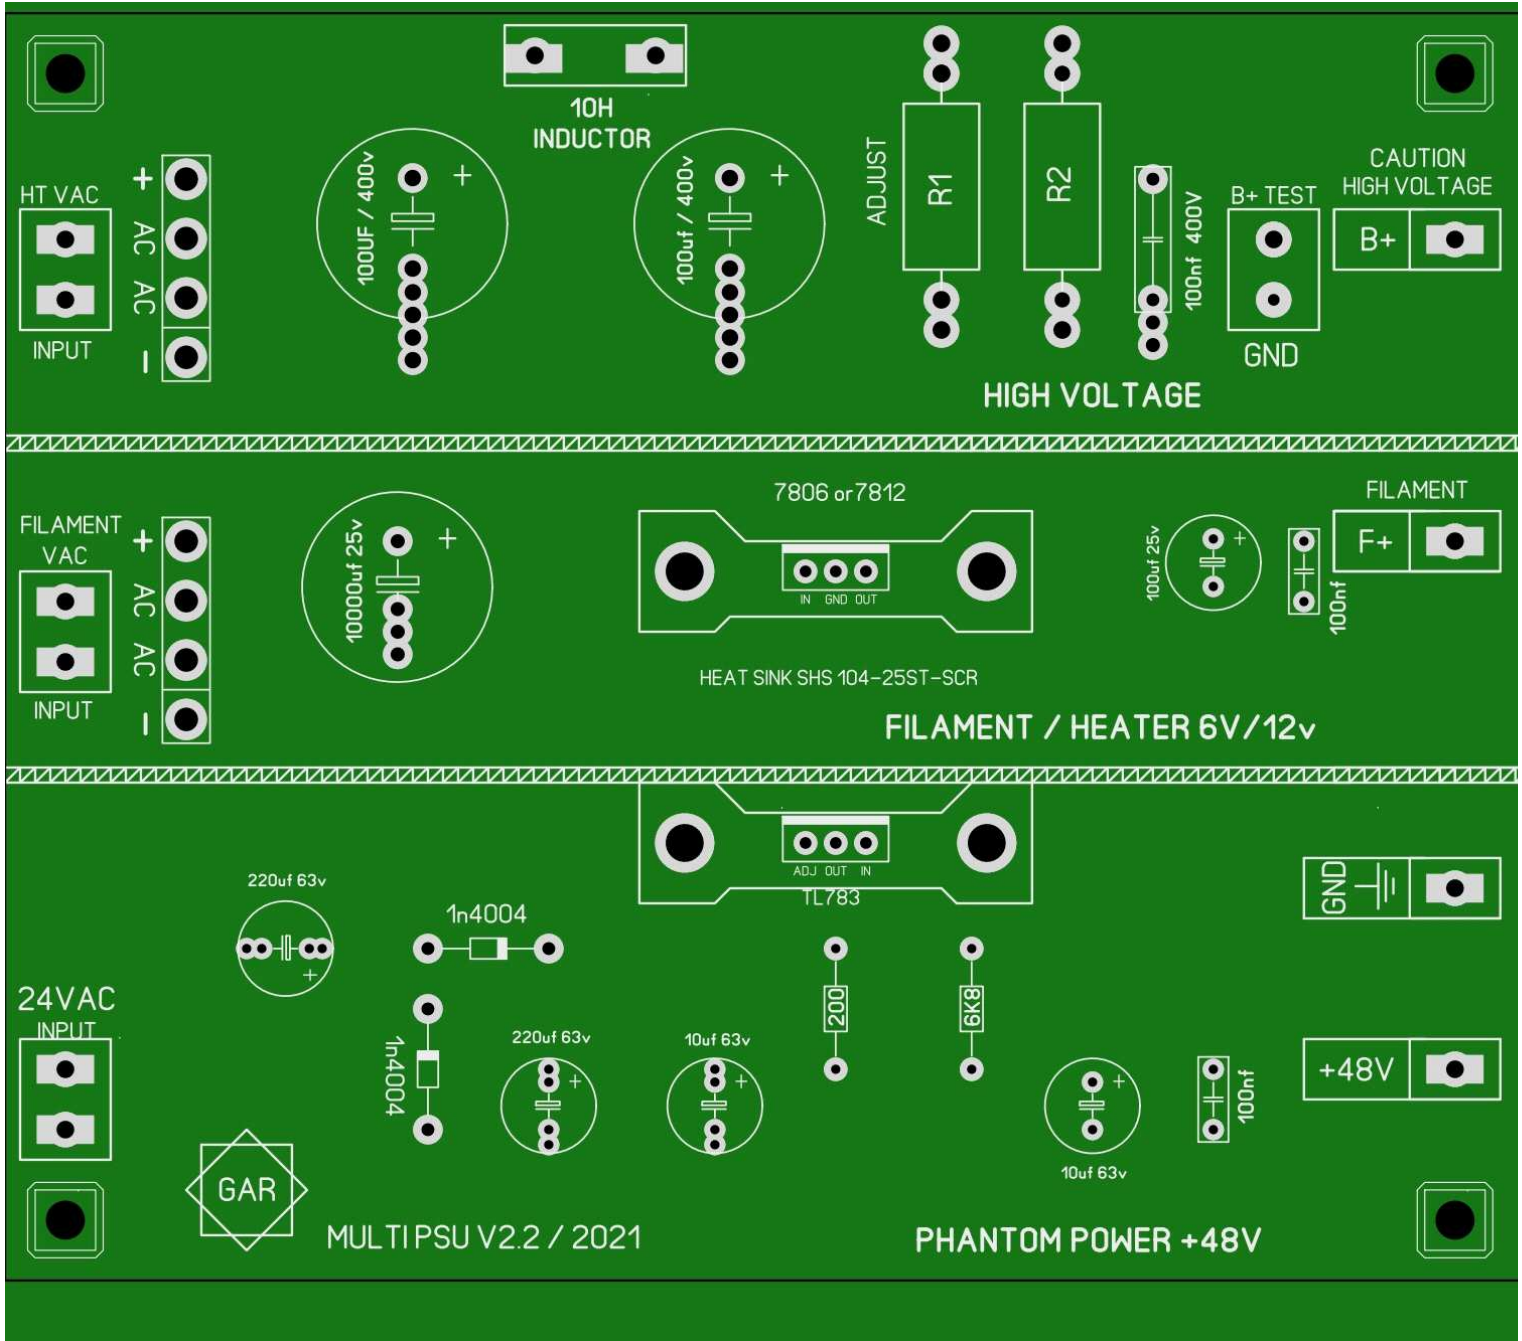 10H
INDUCTOR
HT VAC
INPUT
+
AC
AC
-
100UF / 400v
+
100uf / 400v
+
ADJUST
R1
R2
100nf 400V
B+ TEST
GND
CAUTION
HIGH VOLTAGE
B+
HIGH VOLTAGE
FILAMENT
VAC
INPUT
+
AC
AC
-
10000uf 25v
+
7806 or 7812
IN GND OUT
HEAT SINK SHS 104-25ST-SCR
100uf 25v
+
100nf
FILAMENT
F+
FILAMENT / HEATER 6V/12v
ADJ OUT IN
TL783
220uf 63v
+
1n4004
1n4004
24VAC
INPUT
220uf 63v
+
10uf 63v
+
200
6K8
+
10uf 63v
100nf
GND
+48V
GAR
MULTI PSU V2.2 / 2021
PHANTOM POWER +48V